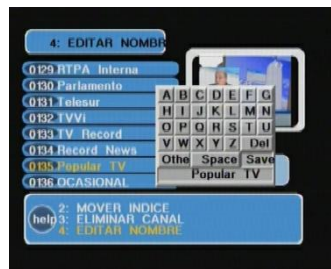 4: EDITAR NOMBR
0129 RTPA Interna
0130 Parlamento
0131 Telesur
0132 TVVi
0133 TV Record
0134 Record News
0135 Popular TV
0136 OCASIONAL
A B C D E F G
H I J K L M N
O P Q R S T U
V W X Y Z Del
Othe Space Save
Popular TV
help
2: MOVER INDICE
3: ELIMINAR CANAL
4: EDITAR NOMBRE